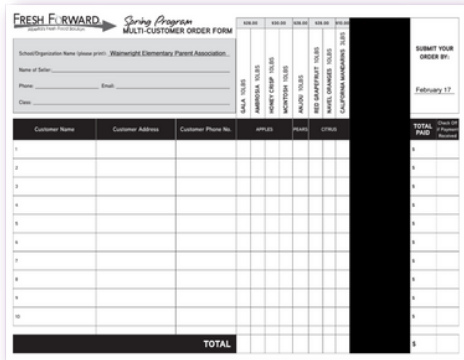 FRESH FORWARD
Spring Program
MULTI-CUSTOMER ORDER FORM
School/Organization Name (please print): Wainwright Elementary Parent Association
Name of Seller:
Phone: Email:
Class:
GALA 10LBS
AMBROSIA 10LBS
HONEY CRISP 10LBS
MCINTOSH 10LBS
ANJOU 10LBS
RED GRAPEFRUIT 10LBS
NAVEL ORANGES 10LBS
CALIFORNIA MANDARINS 3LBS
SUBMIT YOUR
ORDER BY:
February 17
Customer Name Customer Address Customer Phone No. APPLES PEARS CITRUS TOTAL PAID Check Off if Payment Received
1 $
2 $
3 $
4 $
5 $
6 $
7 $
8 $
9 $
10 $
TOTAL $